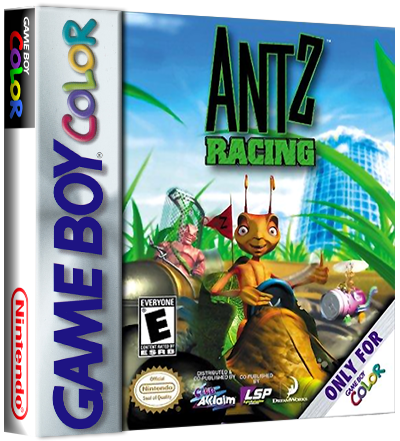 GAME BOY
COLOR
Nintendo
GAME BOY COLOR
ANTZ
RACING
EVERYONE
E
CONTENT RATED BY
ESRB
Official
Nintendo
Seal of Quality
DISTRIBUTED &
CO-PUBLISHED BY
AKlaim
CO-PUBLISHED BY
LSP
DREAMWORKS
ONLY FOR
GAME BOY
COLOR